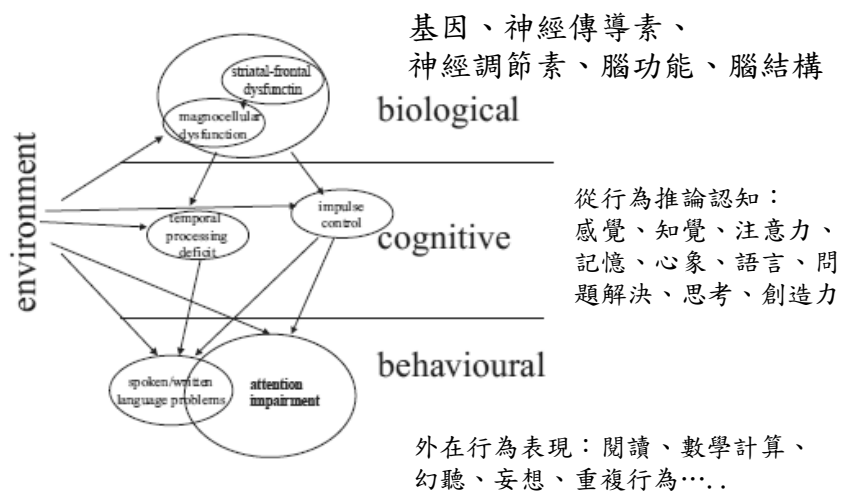 基因、神經傳導素、
神經調節素、腦功能、腦結構
striatal-frontal
dysfunctin
magnocellular
dysfunction
biological
environment
temporal
processing
deficit
impulse
control
cognitive
從行為推論認知：
感覺、知覺、注意力、
記憶、心象、語言、問
題解決、思考、創造力
behavioural
spoken/written
language problems
attention
impairment
外在行為表現：閱讀、數學計算、
幻聽、妄想、重複行為…..